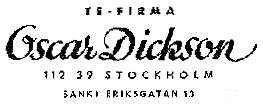 TE-FIRMA
Oscar Dickson
112 39 STOCKHOLM
SANKT ERIKSGATAN 13